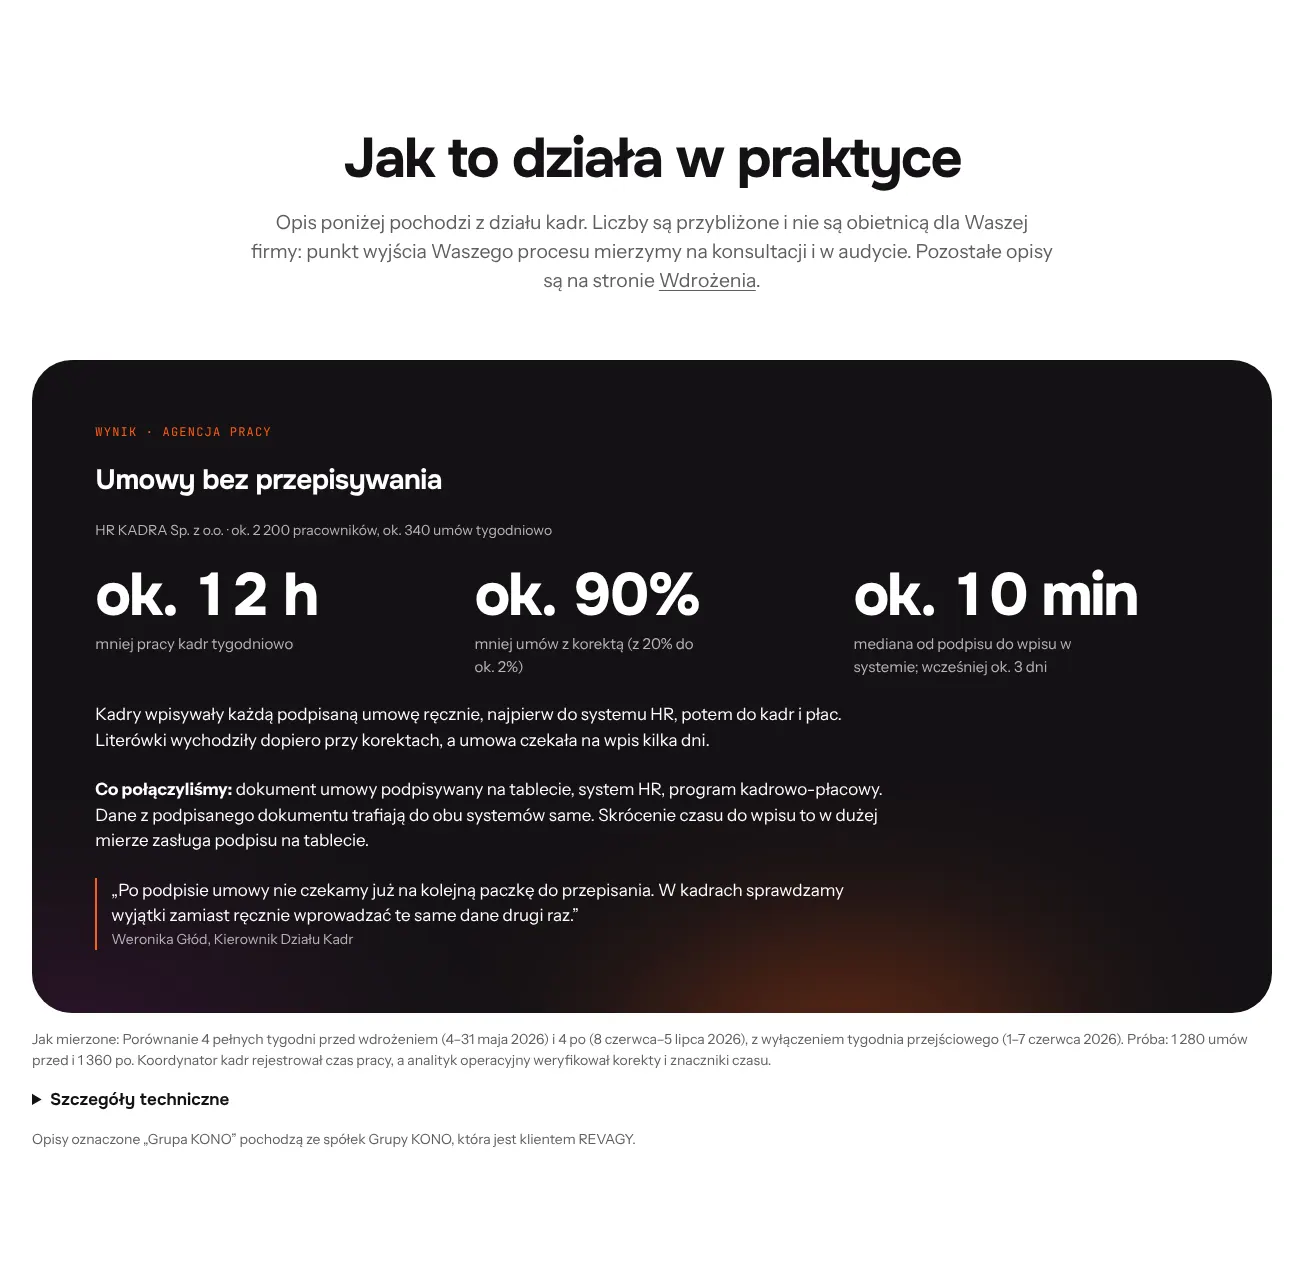 Jak to działa w praktyce
Opis poniżej pochodzi z działu kadr. Liczby są przybliżone i nie są obietnicą dla Waszej
firmy: punkt wyjścia Waszego procesu mierzymy na konsultacji i w audycie. Pozostałe opisy
są na stronie Wdrożenia.
WYNIK · AGENCJA PRACY
Umowy bez przepisywania
HR KADRA Sp. z o.o. · ok. 2 200 pracowników, ok. 340 umów tygodniowo
ok. 12 h
mniej pracy kadr tygodniowo
ok. 90%
mniej umów z korektą (z 20% do
ok. 2%)
ok. 10 min
mediana od podpisu do wpisu w
systemie; wcześniej ok. 3 dni
Kadry wpisywały każdą podpisaną umowę ręcznie, najpierw do systemu HR, potem do kadr i płac.
Literówki wychodziły dopiero przy korektach, a umowa czekała na wpis kilka dni.
Co połączyliśmy: dokument umowy podpisywany na tablecie, system HR, program kadrowo-płacowy.
Dane z podpisanego dokumentu trafiają do obu systemów same. Skrócenie czasu do wpisu to w dużej
mierze zasługa podpisu na tablecie.
„Po podpisie umowy nie czekamy już na kolejną paczkę do przepisania. W kadrach sprawdzamy
wyjątki zamiast ręcznie wprowadzać te same dane drugi raz.”
Weronika Głód, Kierownik Działu Kadr
Jak mierzone: Porównanie 4 pełnych tygodni przed wdrożeniem (4–31 maja 2026) i 4 po (8 czerwca–5 lipca 2026), z wyłączeniem tygodnia przejściowego (1–7 czerwca 2026). Próba: 1 280 umów
przed i 1 360 po. Koordynator kadr rejestrował czas pracy, a analityk operacyjny weryfikował korekty i znaczniki czasu.
Szczegóły techniczne
Opisy oznaczone „Grupa KONO” pochodzą ze spółek Grupy KONO, która jest klientem REVAGY.